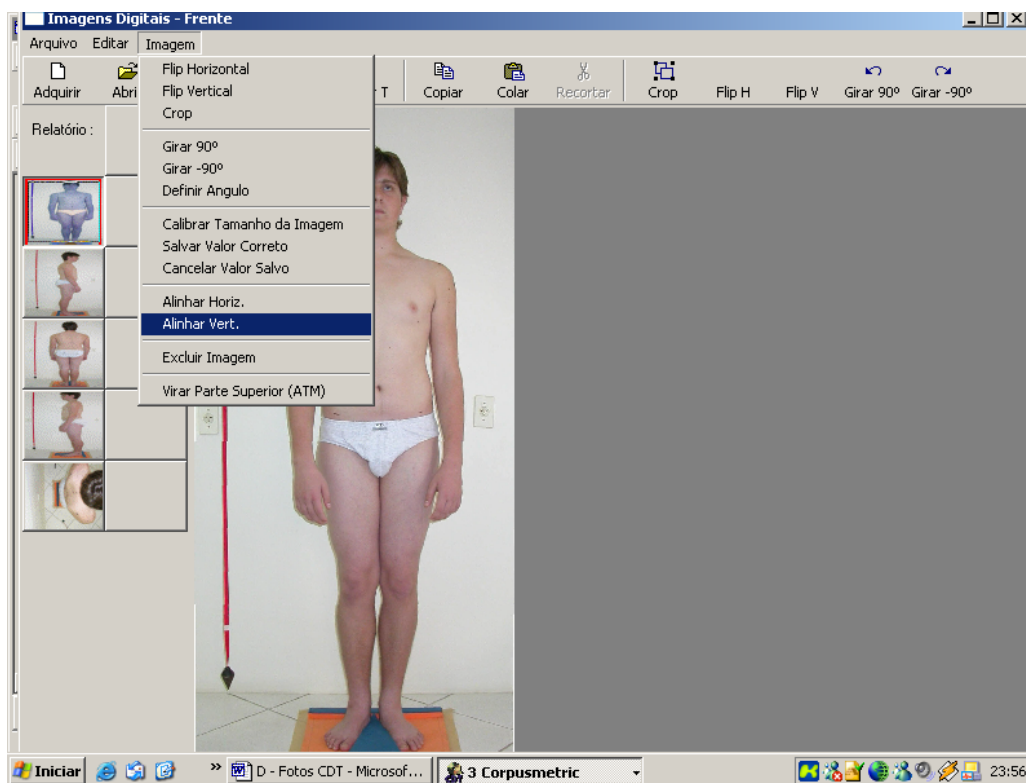 Imagens Digitais - Frente
Arquivo Editar Imagem
Adquirir Abri T Copiar Colar Recortar Crop Flip H Flip V Girar 90º Girar -90º
Flip Horizontal
Flip Vertical
Crop
Girar 90º
Girar -90º
Definir Angulo
Calibrar Tamanho da Imagem
Salvar Valor Correto
Cancelar Valor Salvo
Alinhar Horiz.
Alinhar Vert.
Excluir Imagem
Virar Parte Superior (ATM)
Relatório :
Iniciar » D - Fotos CDT - Microsof... 3 Corpusmetric 23:56